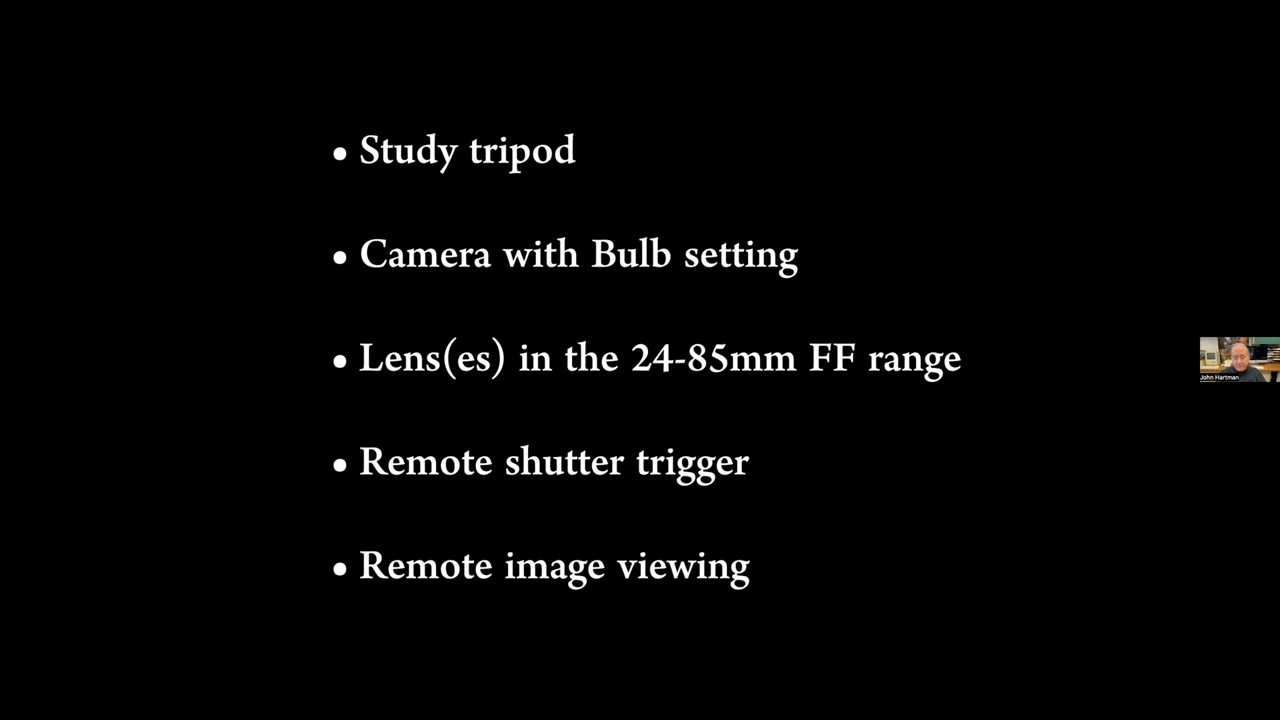 • Study tripod
• Camera with Bulb setting
• Lens(es) in the 24-85mm FF range
John Hartman
• Remote shutter trigger
• Remote image viewing